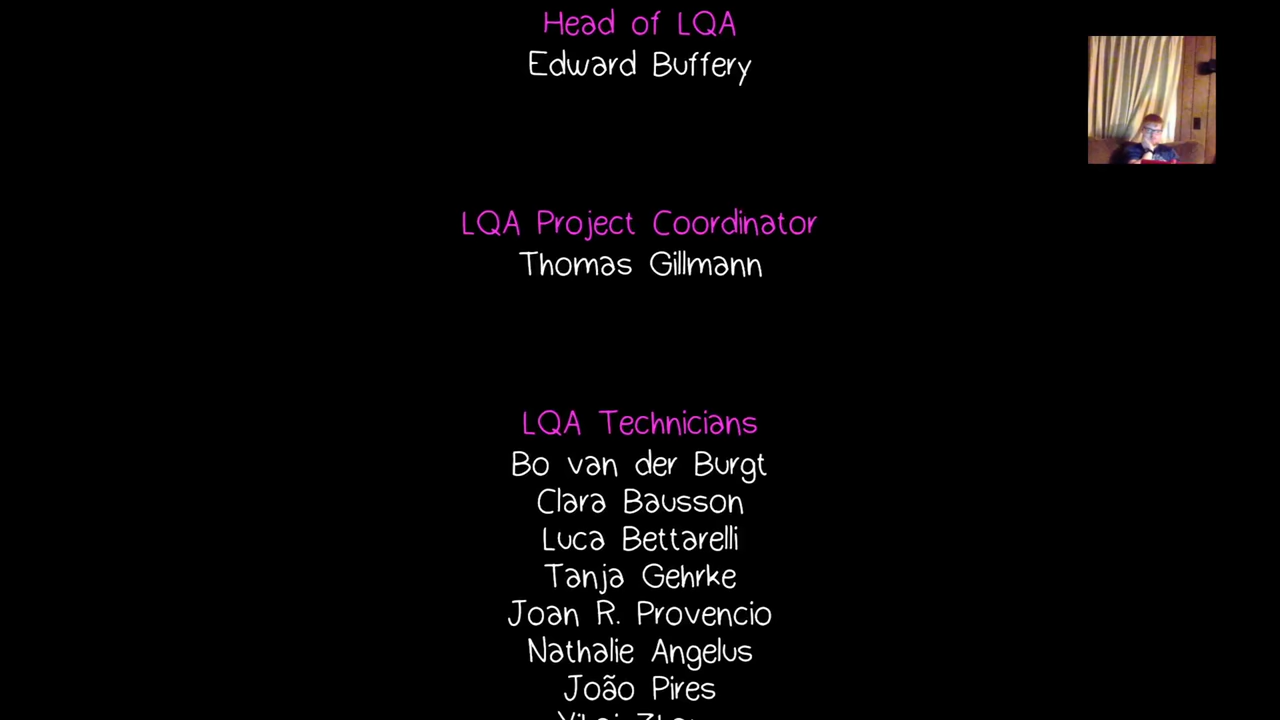 Head of LQA
Edward Buffery
LQA Project Coordinator
Thomas Gillmann
LQA Technicians
Bo van der Burgt
Clara Bausson
Luca Bettarelli
Tanja Gehrke
Joan R. Provencio
Nathalie Angelus
João Pires